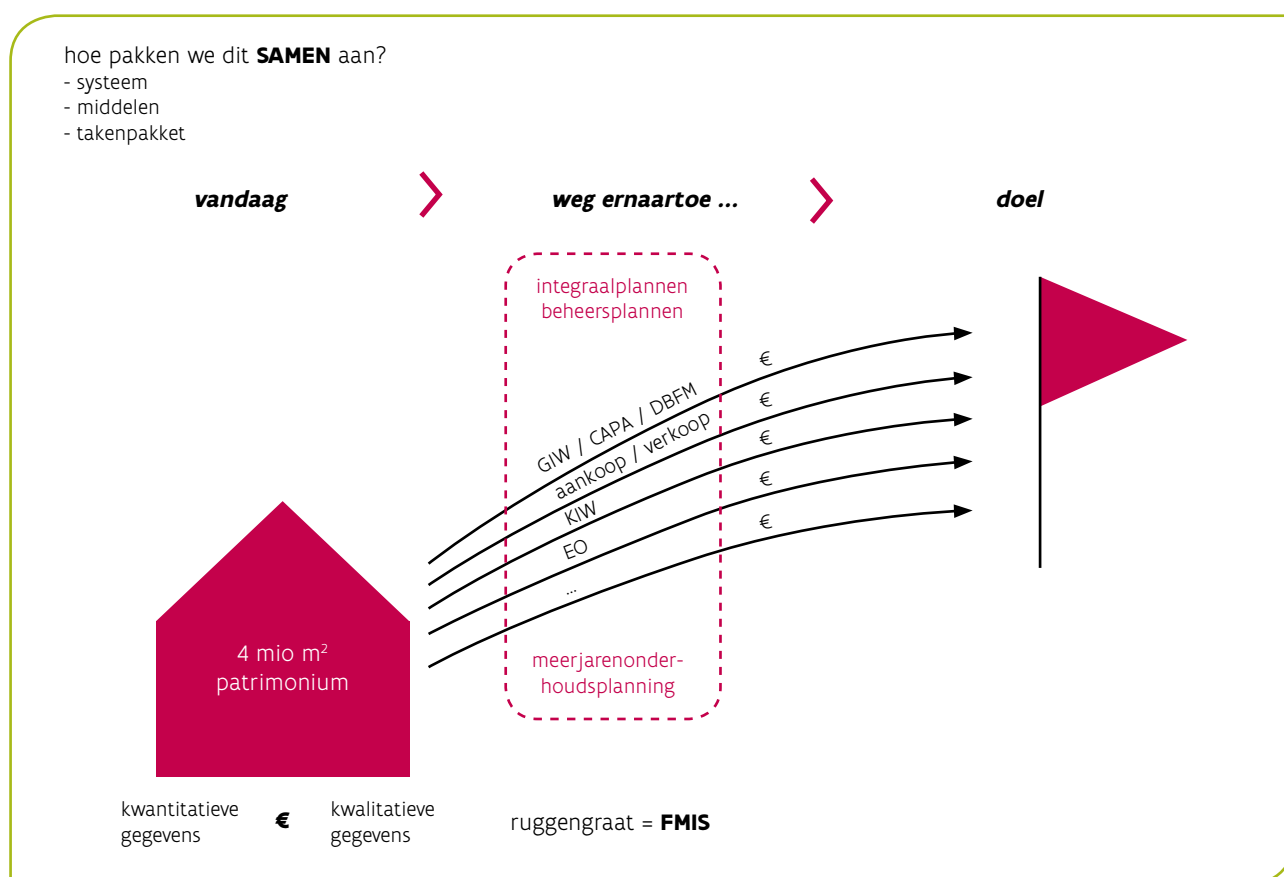 hoe pakken we dit SAMEN aan?
- systeem
- middelen
- takenpakket
vandaag
weg ernaartoe ...
doel
integraalplannen
beheersplannen
GIW / CAPA / DBFM
€
aankoop / verkoop
€
KIW
€
EO
€
...
€
4 mio m²
patrimonium
meerjarenonder-
houdsplanning
kwantitatieve
gegevens
€
kwalitatieve
gegevens
ruggengraat = FMIS